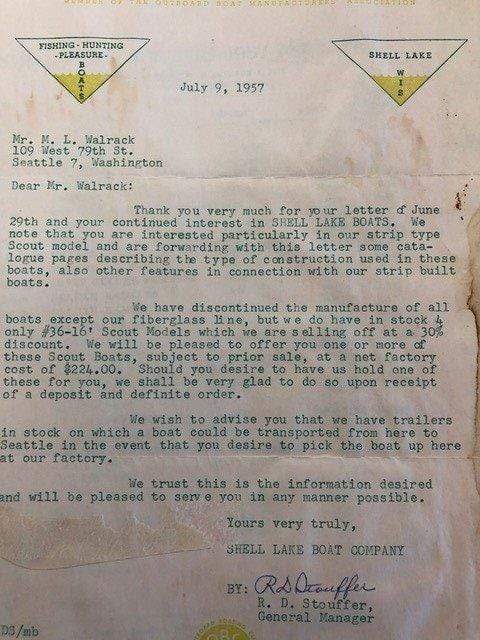 MEMBER OF THE OUTBOARD BOAT MANUFACTURERS ASSOCIATION
FISHING - HUNTING
- PLEASURE -
BOATS
SHELL LAKE
WIS
July 9, 1957
Mr. M. L. Walrack
109 West 79th St.
Seattle 7, Washington
Dear Mr. Walrack:
Thank you very much for your letter of June
29th and your continued interest in SHELL LAKE BOATS. We
note that you are interested particularly in our strip type
Scout model and are forwarding with this letter some cata-
logue pages describing the type of construction used in these
boats, also other features in connection with our strip built
boats.
We have discontinued the manufacture of all
boats except our fiberglass line, but we do have in stock 4
only #36-16' Scout Models which we are selling off at a 30%
discount. We will be pleased to offer you one or more of
these Scout Boats, subject to prior sale, at a net factory
cost of $224.00. Should you desire to have us hold one of
these for you, we shall be very glad to do so upon receipt
of a deposit and definite order.
We wish to advise you that we have trailers
in stock on which a boat could be transported from here to
Seattle in the event that you desire to pick the boat up here
at our factory.
We trust this is the information desired
and will be pleased to serve you in any manner possible.
Yours very truly,
SHELL LAKE BOAT COMPANY
BY: R D Stouffer
R. D. Stouffer,
General Manager
DS/mb